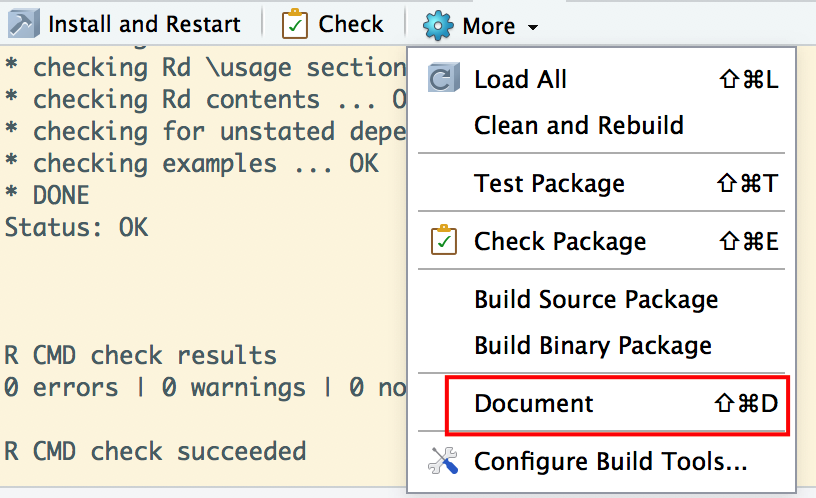 Install and Restart Check More
* checking
* checking Rd \usage section
* checking Rd contents ... O
* checking for unstated depe
* checking examples ... OK
* DONE
Status: OK
R CMD check results
0 errors | 0 warnings | 0 no
R CMD check succeeded
Load All ⇧⌘L
Clean and Rebuild
Test Package ⇧⌘T
Check Package ⇧⌘E
Build Source Package
Build Binary Package
Document ⇧⌘D
Configure Build Tools...